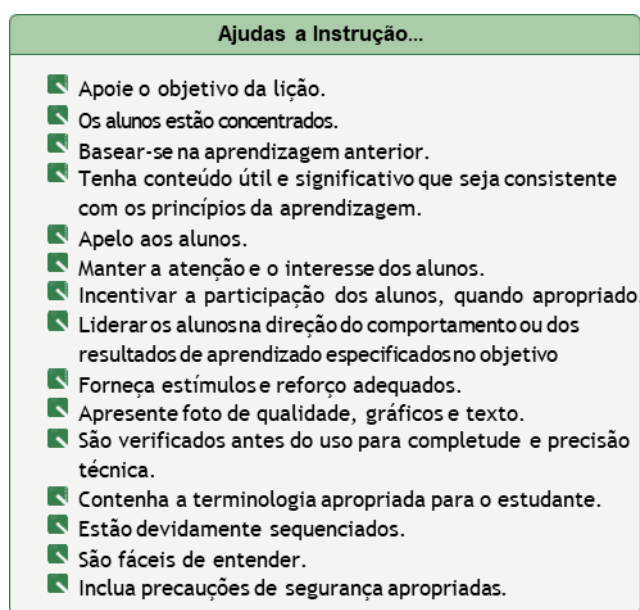 Ajudas a Instrução...
Apoie o objetivo da lição.
Os alunos estão concentrados.
Basear-se na aprendizagem anterior.
Tenha conteúdo útil e significativo que seja consistente
com os princípios da aprendizagem.
Apelo aos alunos.
Manter a atenção e o interesse dos alunos.
Incentivar a participação dos alunos, quando apropriado.
Liderar os alunos na direção do comportamento ou dos
resultados de aprendizado especificados no objetivo
Forneça estímulos e reforço adequados.
Apresente foto de qualidade, gráficos e texto.
São verificados antes do uso para completude e precisão
técnica.
Contenha a terminologia apropriada para o estudante.
Estão devidamente sequenciados.
São fáceis de entender.
Inclua precauções de segurança apropriadas.